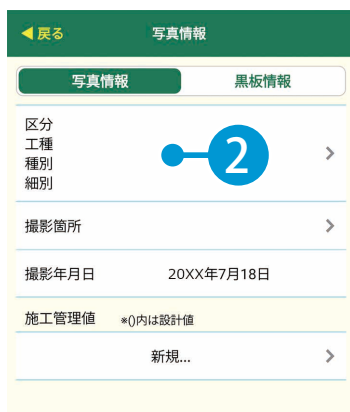 ◀戻る 写真情報
写真情報 黒板情報
区分
工種
種別
細別
2
撮影箇所
撮影年月日 20XX年7月18日
施工管理値 *()内は設計値
新規...